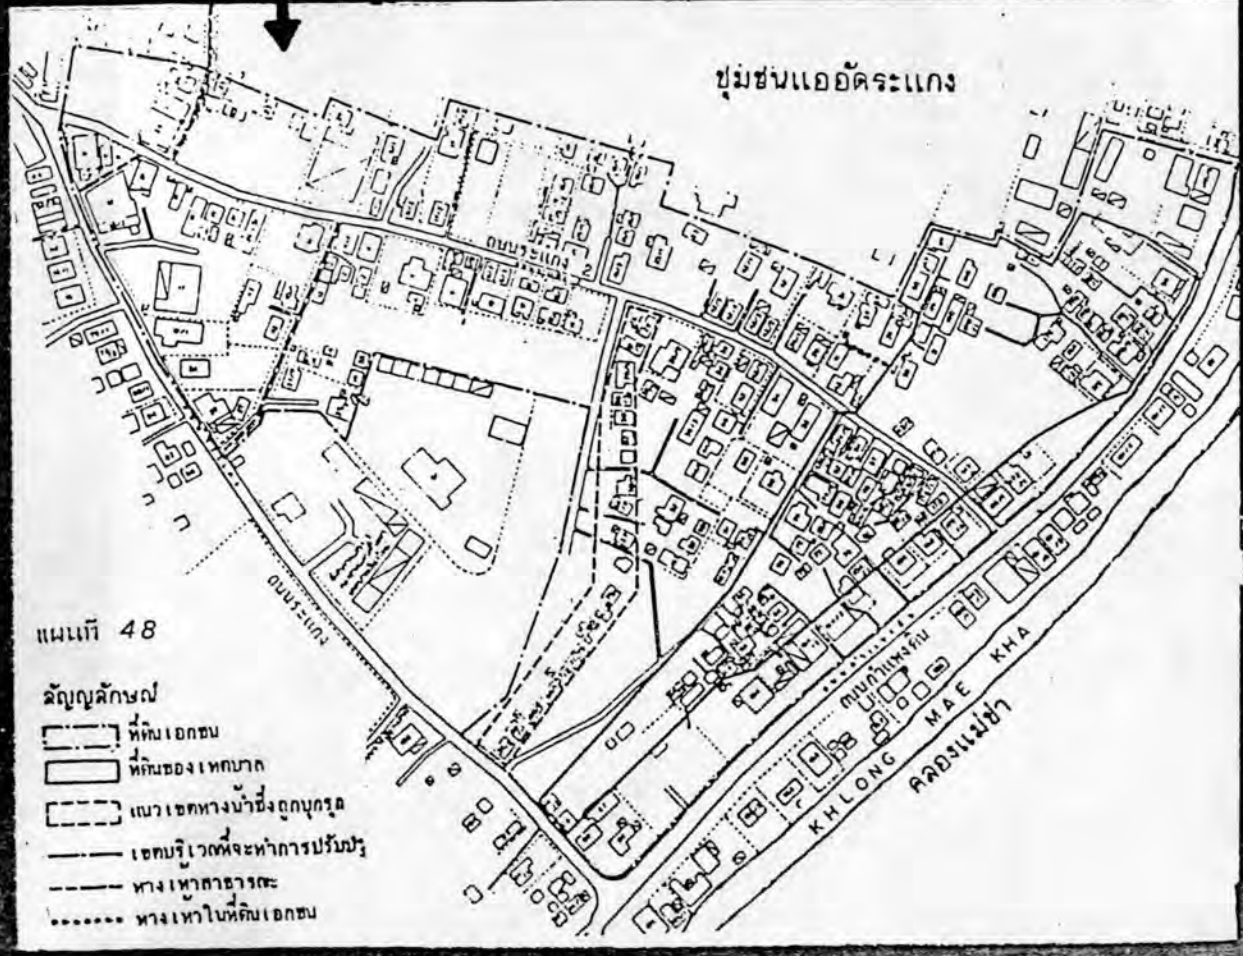 ชุมชนแออัดระแกง
ถนนระแกง
ถนนระแกง
ถนนกำแพงดิน
KHLONG MAE KHA
คลองแม่ข่า
แผนที่ 48
สัญญลักษณ์
ที่ดินเอกชน
ที่ดินของเทศบาล
แนวเขตทางน้ำซึ่งถูกบุกรุก
เขตบริเวณที่จะทำการปรับปรุง
ทางเท้าสาธารณะ
ทางเท้าในที่ดินเอกชน